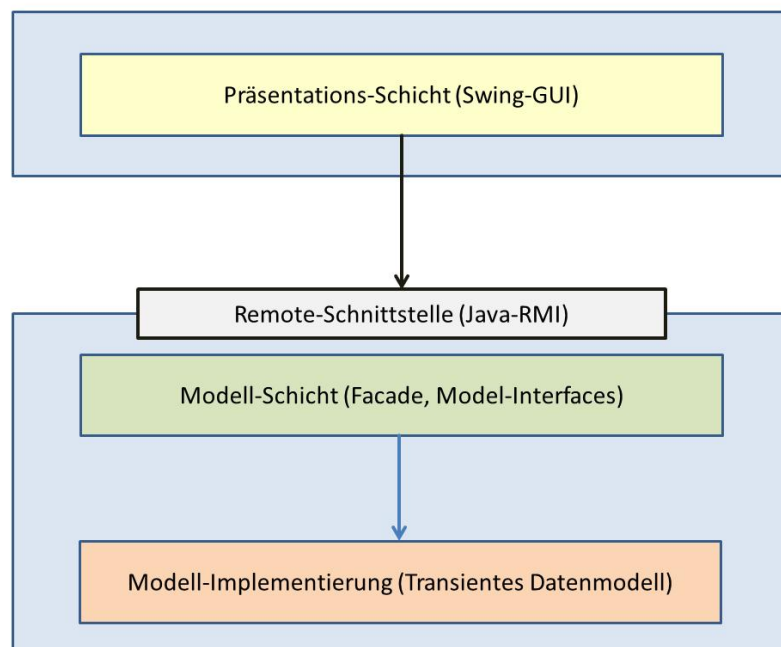 Präsentations-Schicht (Swing-GUI)
Remote-Schnittstelle (Java-RMI)
Modell-Schicht (Facade, Model-Interfaces)
Modell-Implementierung (Transientes Datenmodell)